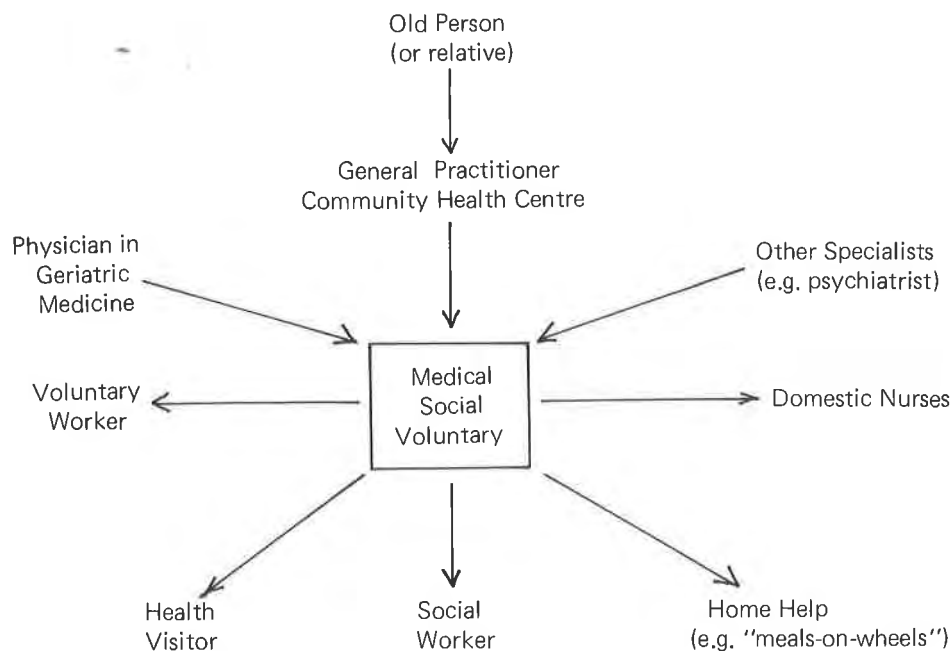 Old Person
(or relative)
General Practitioner
Community Health Centre
Physician in
Geriatric
Medicine
Other Specialists
(e.g. psychiatrist)
Medical
Social
Voluntary
Voluntary
Worker
Domestic Nurses
Health
Visitor
Social
Worker
Home Help
(e.g. "meals-on-wheels")